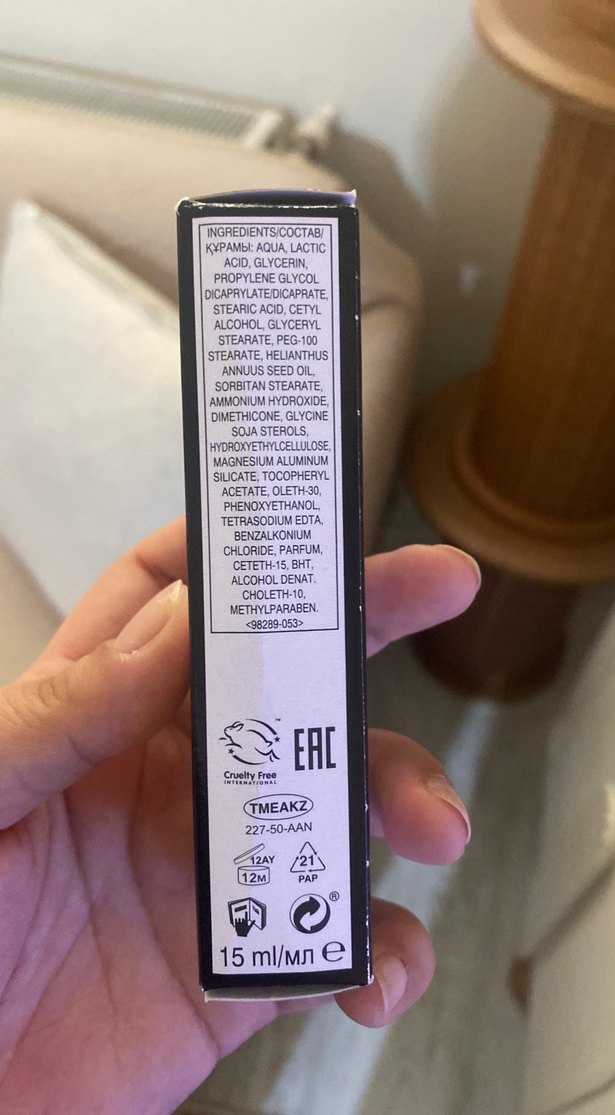 INGREDIENTS/СОСТАВ/
ҚҰРАМЫ: AQUA, LACTIC
ACID, GLYCERIN,
PROPYLENE GLYCOL
DICAPRYLATE/DICAPRATE,
STEARIC ACID, CETYL
ALCOHOL, GLYCERYL
STEARATE, PEG-100
STEARATE, HELIANTHUS
ANNUUS SEED OIL,
SORBITAN STEARATE,
AMMONIUM HYDROXIDE,
DIMETHICONE, GLYCINE
SOJA STEROLS,
HYDROXYETHYLCELLULOSE,
MAGNESIUM ALUMINUM
SILICATE, TOCOPHERYL
ACETATE, OLETH-30,
PHENOXYETHANOL,
TETRASODIUM EDTA,
BENZALKONIUM
CHLORIDE, PARFUM,
CETETH-15, BHT,
ALCOHOL DENAT.
CHOLETH-10,
METHYLPARABEN.
<98289-053>
™
Cruelty Free
INTERNATIONAL
EAC
TMEAKZ
227-50-AAN
12AY
12M
21
PAP
®
15 ml/мл e